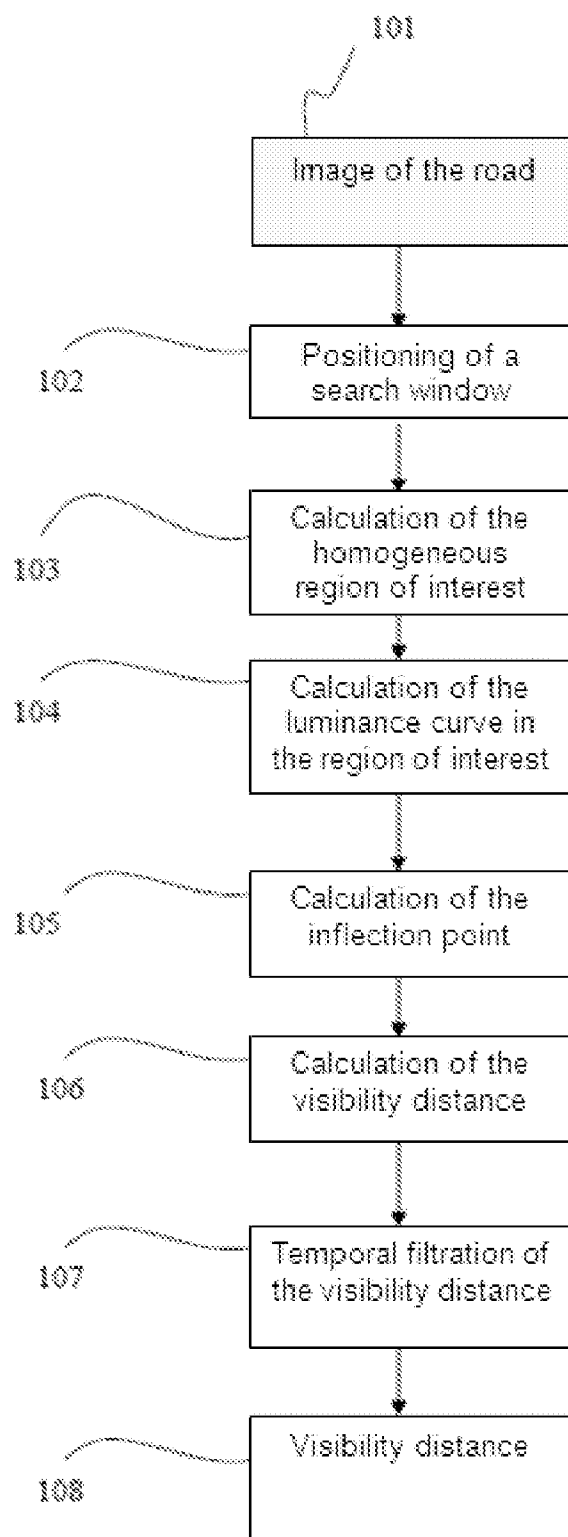 101
Image of the road
102
Positioning of a
search window
103
Calculation of the
homogeneous
region of interest
104
Calculation of the
luminance curve in
the region of interest
105
Calculation of the
inflection point
106
Calculation of the
visibility distance
107
Temporal filtration of
the visibility distance
108
Visibility distance